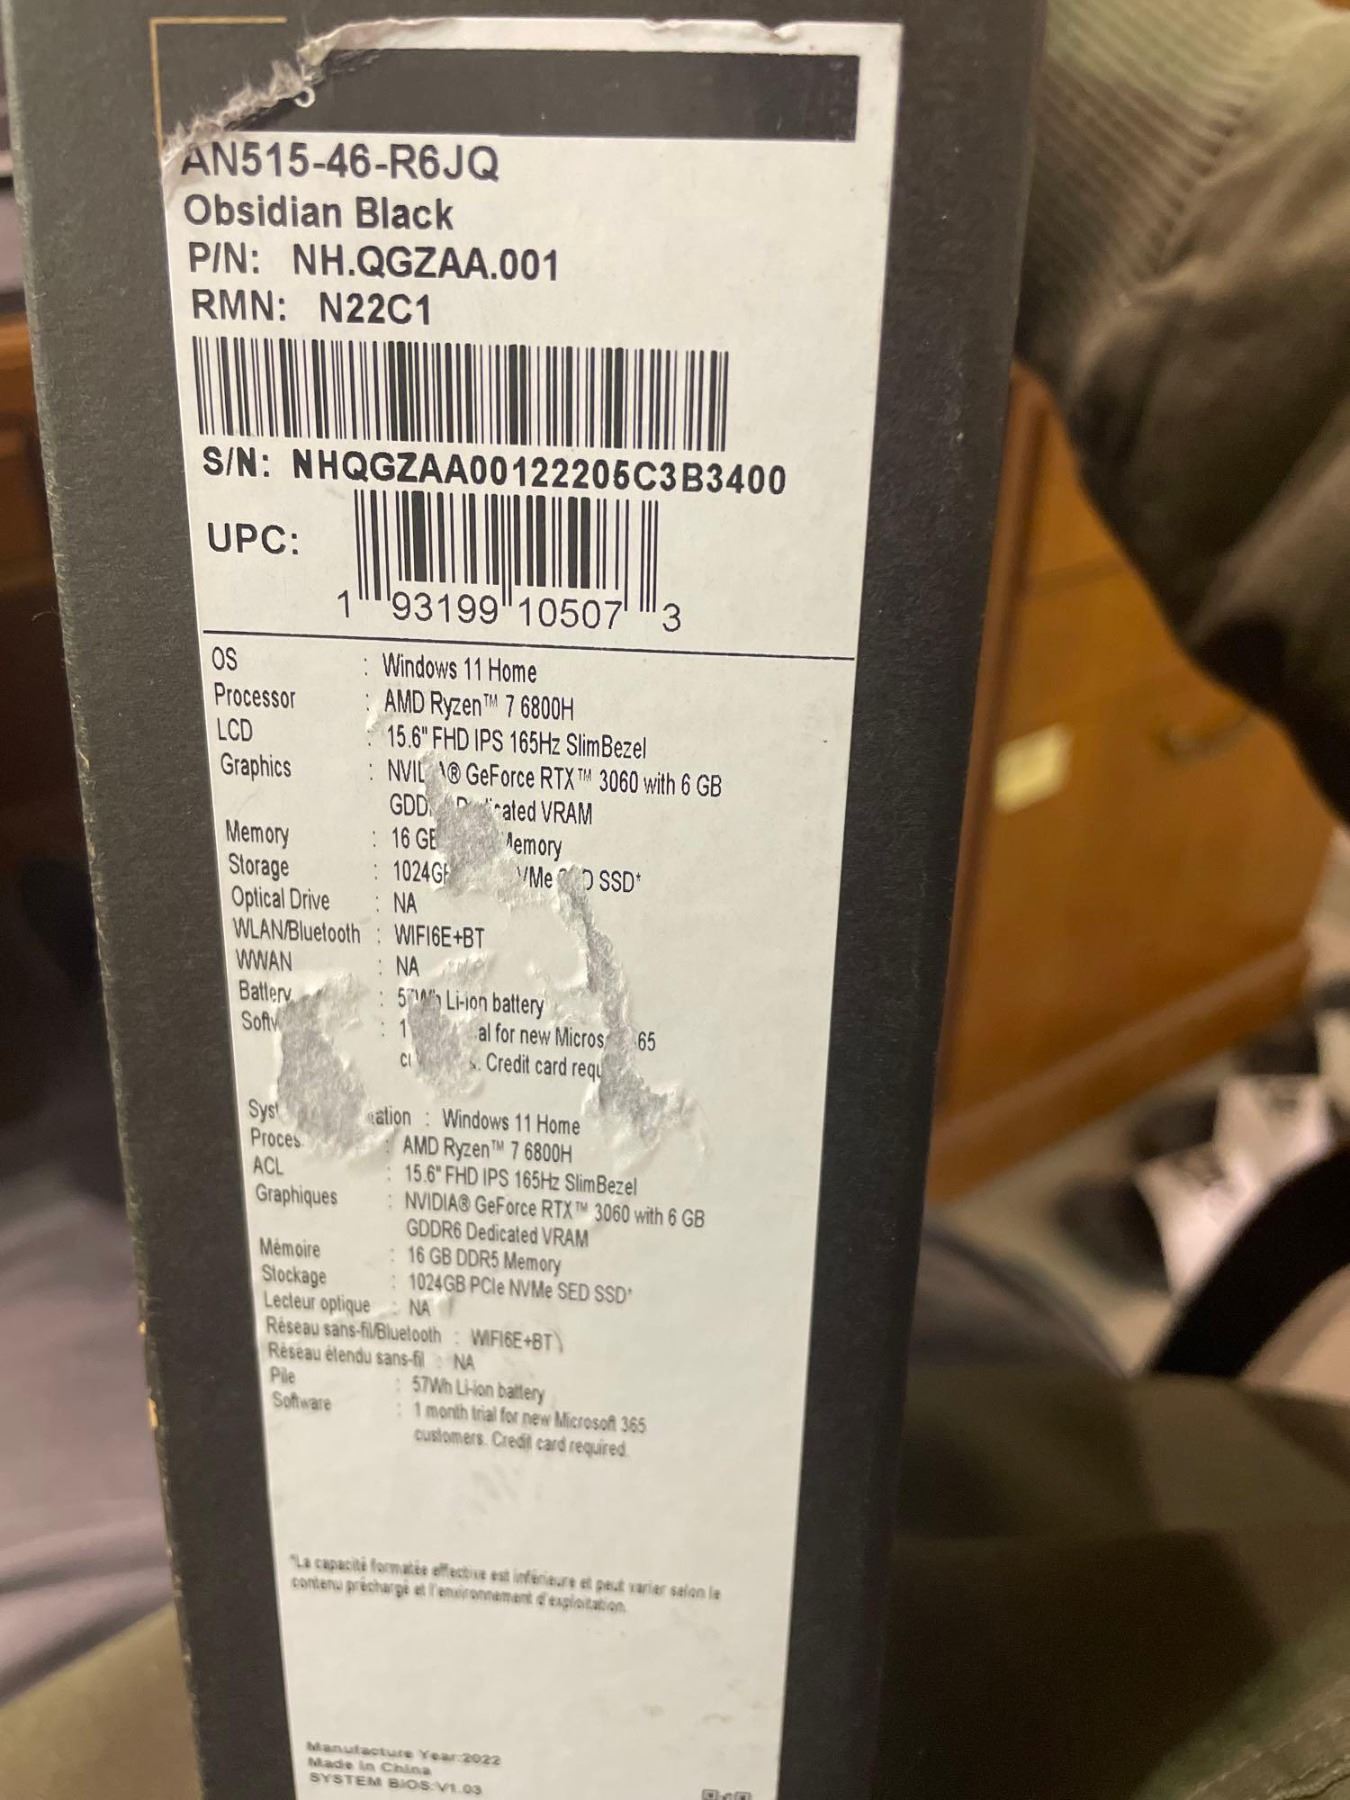 AN515-46-R6JQ
Obsidian Black
P/N: NH.QGZAA.001
RMN: N22C1
S/N: NHQGZAA00122205C3B3400
UPC:
1 93199 10507 3
OS : Windows 11 Home
Processor : AMD Ryzen™ 7 6800H
LCD : 15.6" FHD IPS 165Hz SlimBezel
Graphics : GeForce RTX™ 3060 with 6 GB
VRAM
Memory : 16
Storage : SSD*
Optical Drive : NA
WLAN/Bluetooth : WIFI6E+BT
WWAN : NA
Battery : Li-ion battery
: for new
Credit card
: Windows 11 Home
: AMD Ryzen™ 7 6800H
ACL : 15.6" FHD IPS 165Hz SlimBezel
Graphiques : NVIDIA® GeForce RTX™ 3060 with 6 GB
GDDR6 Dedicated VRAM
Mémoire : 16 GB DDR5 Memory
Stockage : 1024GB PCIe NVMe SED SSD*
Lecteur optique : NA
Réseau sans-fil/Bluetooth : WIFI6E+BT
Réseau étendu sans-fil : NA
Pile : 57Wh Li-ion battery
Software : 1 month trial for new Microsoft 365
customers. Credit card required.
*La capacité formatée effective est inférieure et peut varier selon le
contenu préchargé et l'environnement d'exploitation.
Manufacture Year:2022
Made in China
SYSTEM BIOS:V1.03